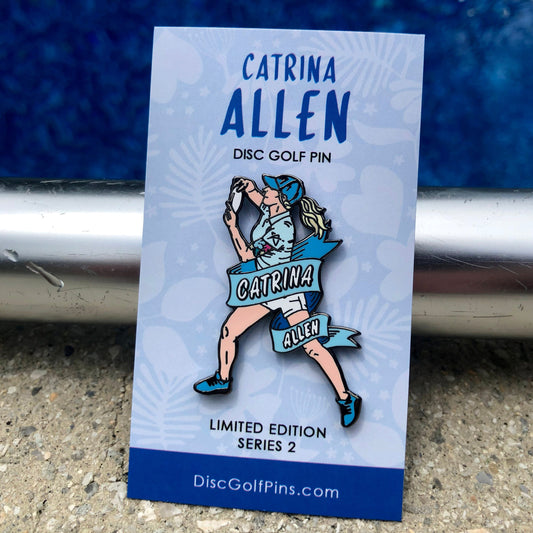 CATRINA
ALLEN
DISC GOLF PIN
CATRINA
ALLEN
LIMITED EDITION
SERIES 2
DiscGolfPins.com